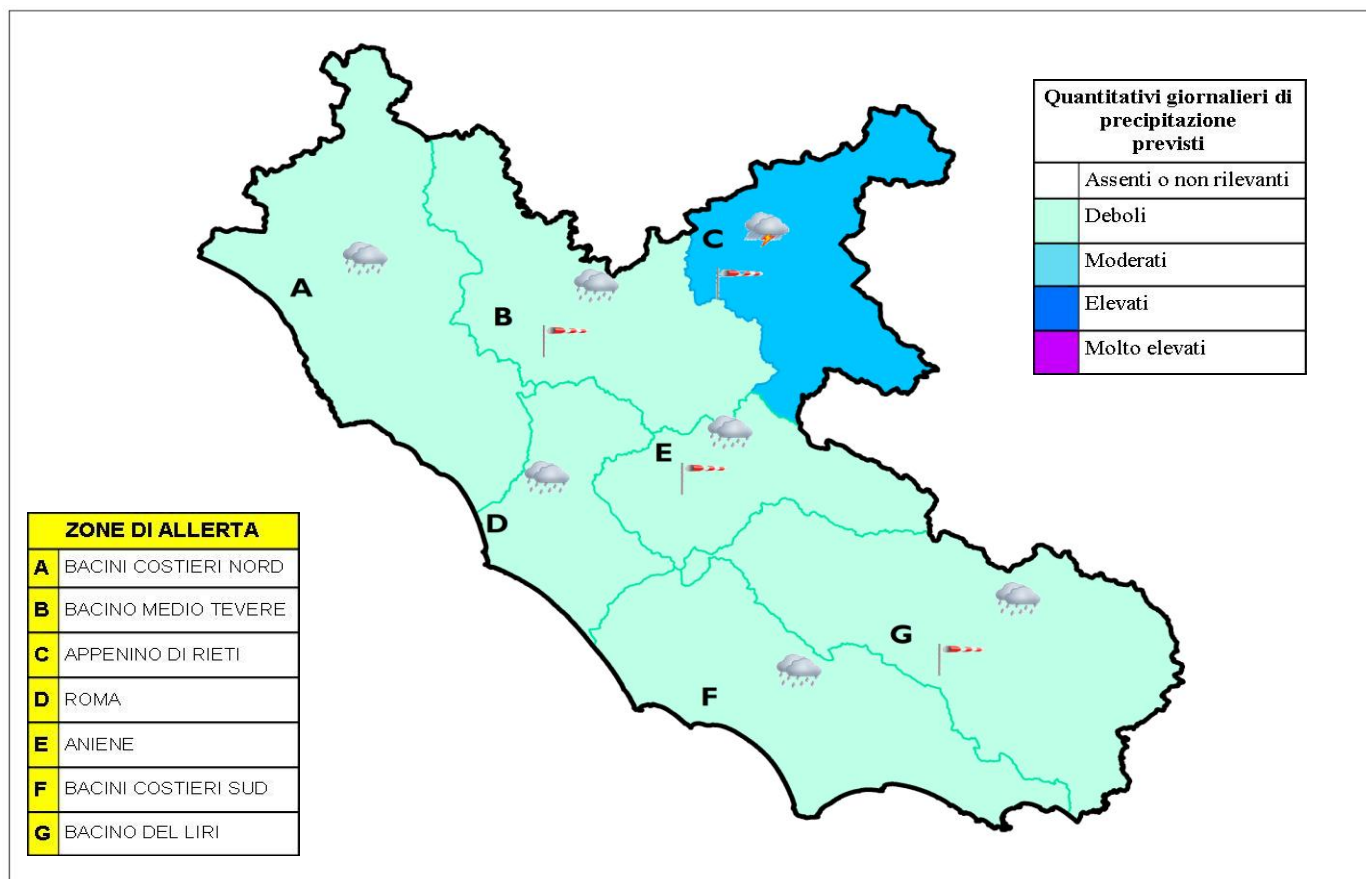 Quantitativi giornalieri di
precipitazione
previsti
Assenti o non rilevanti
Deboli
Moderati
Elevati
Molto elevati
A
B
C
D
E
F
G
ZONE DI ALLERTA
A BACINI COSTIERI NORD
B BACINO MEDIO TEVERE
C APPENINO DI RIETI
D ROMA
E ANIENE
F BACINI COSTIERI SUD
G BACINO DEL LIRI